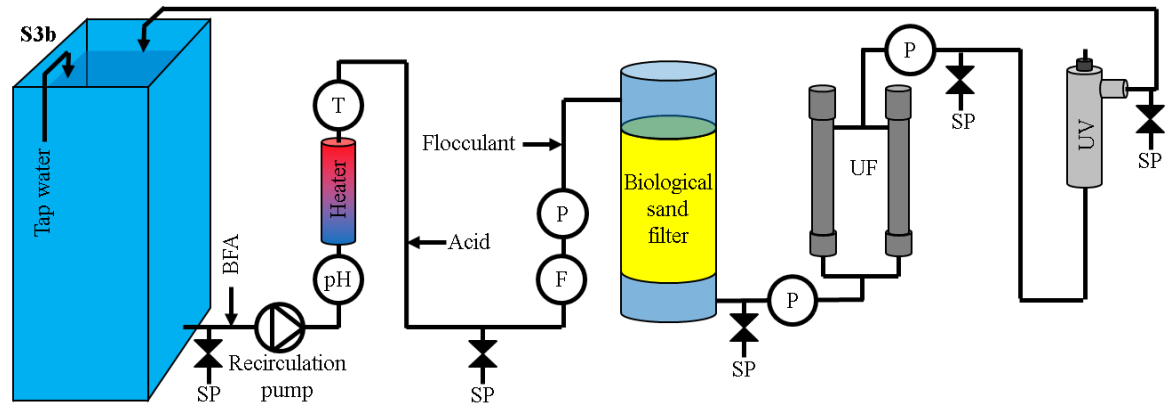 S3b
Tap water
BFA
SP
Recirculation
pump
pH
Heater
T
Acid
SP
F
P
Flocculant
Biological
sand
filter
SP
P
UF
P
SP
UV
SP